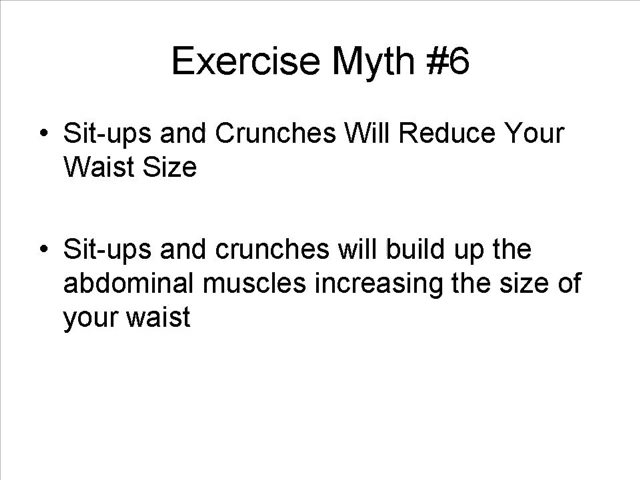 Exercise Myth #6
• Sit-ups and Crunches Will Reduce Your
Waist Size
• Sit-ups and crunches will build up the
abdominal muscles increasing the size of
your waist